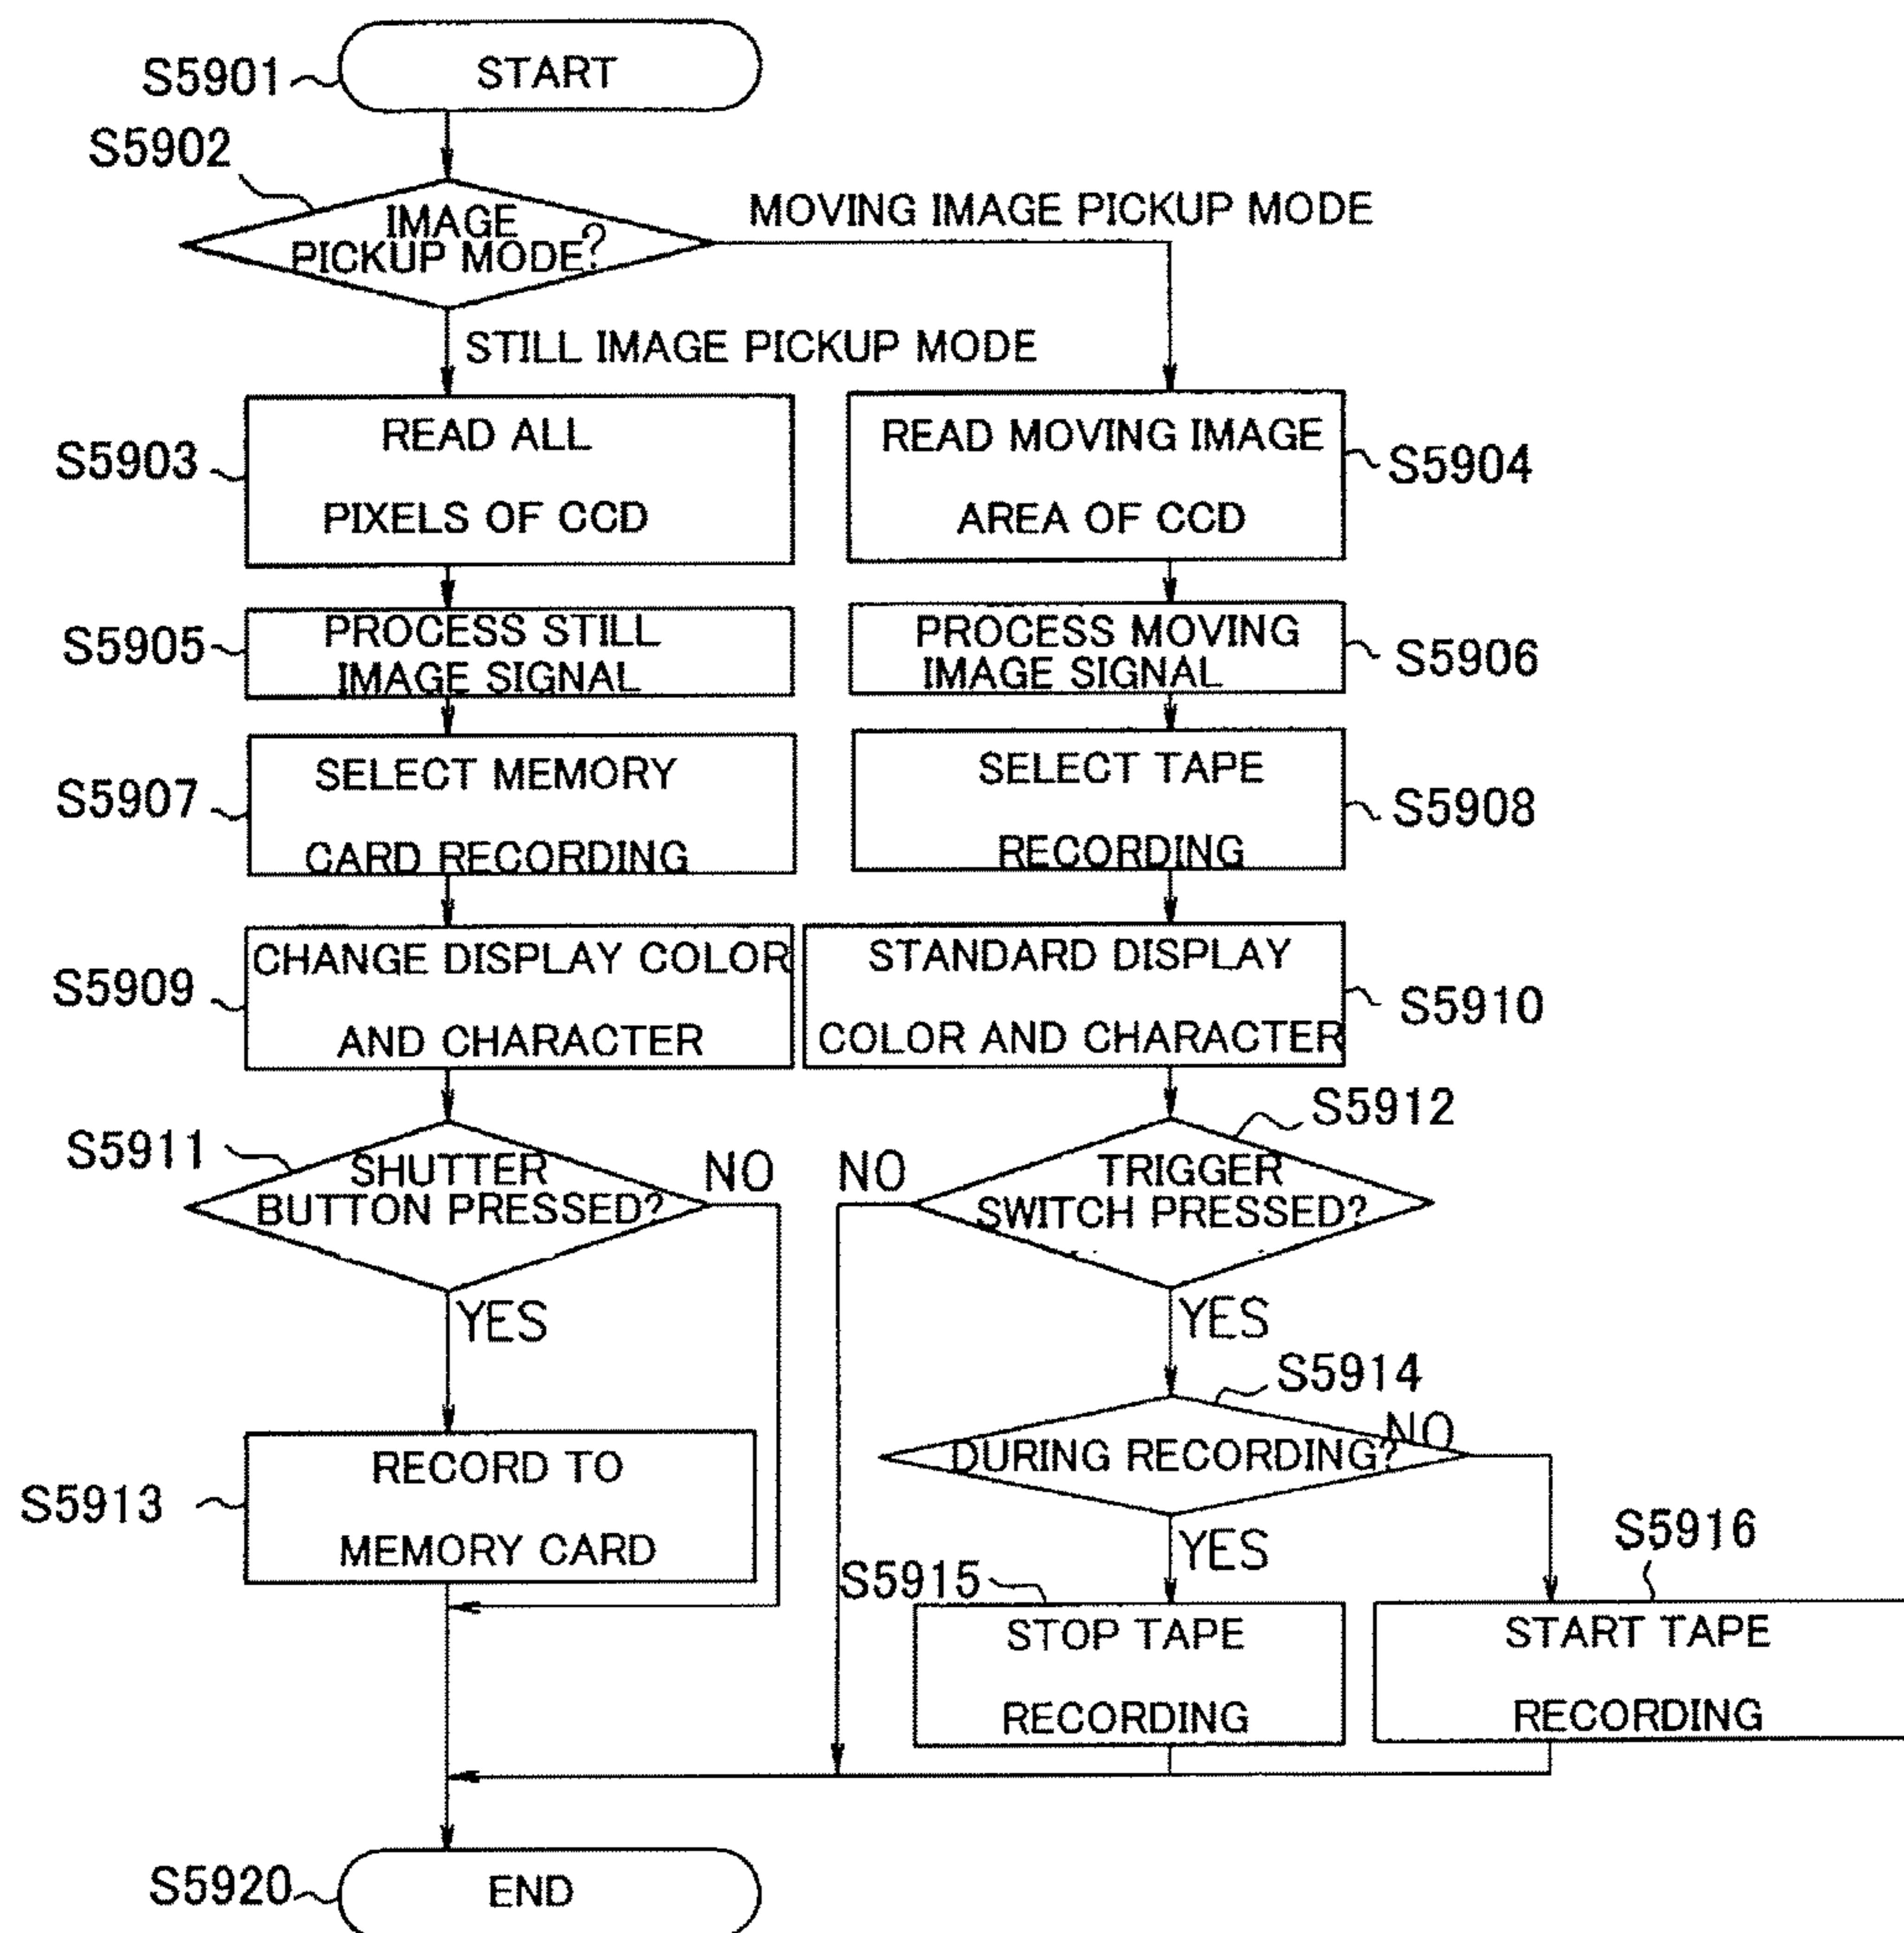 S5901
START
S5902
IMAGE
PICKUP MODE?
MOVING IMAGE PICKUP MODE
STILL IMAGE PICKUP MODE
S5903
READ ALL
PIXELS OF CCD
READ MOVING IMAGE
AREA OF CCD
S5904
S5905
PROCESS STILL
IMAGE SIGNAL
PROCESS MOVING
IMAGE SIGNAL
S5906
S5907
SELECT MEMORY
CARD RECORDING
SELECT TAPE
RECORDING
S5908
S5909
CHANGE DISPLAY COLOR
AND CHARACTER
STANDARD DISPLAY
COLOR AND CHARACTER
S5910
S5911
SHUTTER
BUTTON PRESSED?
NO
YES
S5912
NO
TRIGGER
SWITCH PRESSED?
YES
S5913
RECORD TO
MEMORY CARD
S5914
DURING RECORDING?
NO
YES
S5915
STOP TAPE
RECORDING
S5916
START TAPE
RECORDING
S5920
END